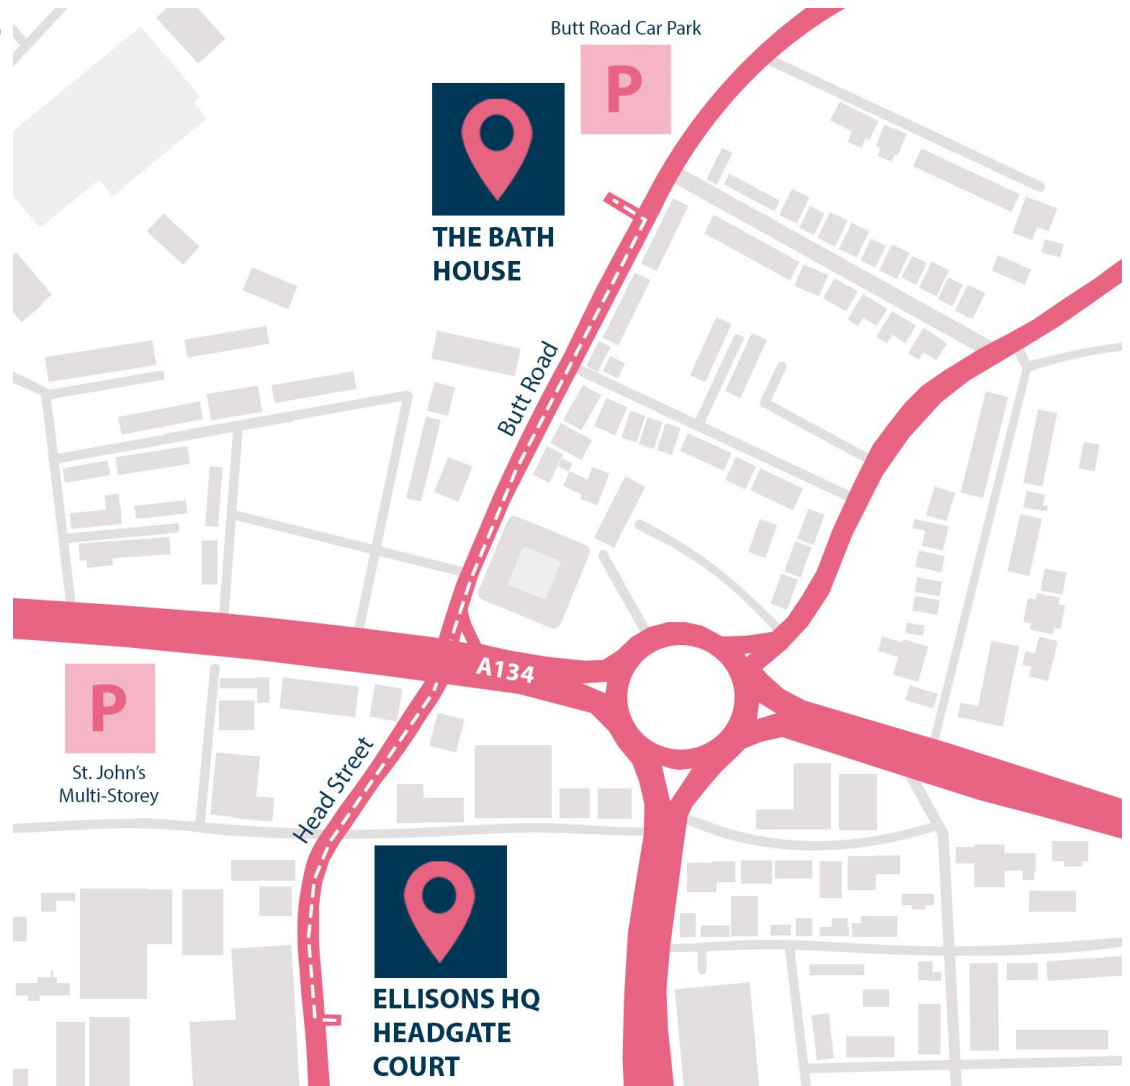 Butt Road Car Park
P
THE BATH
HOUSE
Butt Road
A134
P
St. John's
Multi-Storey
Head Street
ELLISONS HQ
HEADGATE
COURT